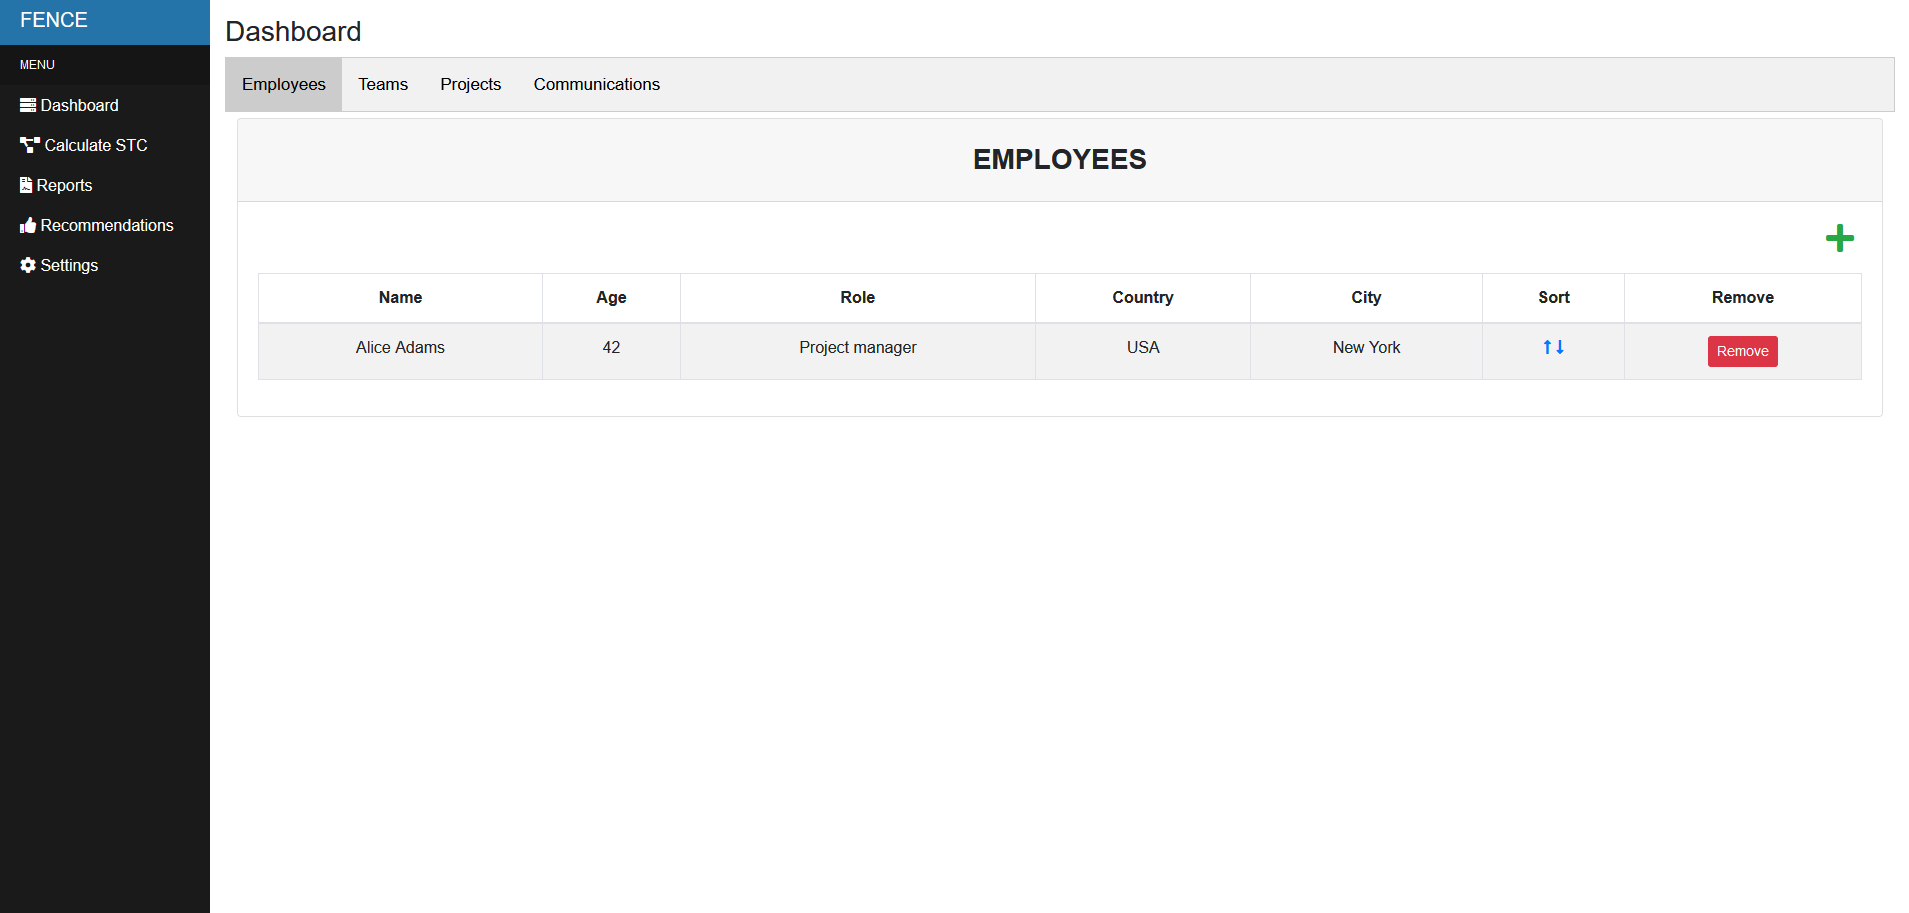 FENCE
MENU
Dashboard
Calculate STC
Reports
Recommendations
Settings
Dashboard
Employees Teams Projects Communications
EMPLOYEES
Name Age Role Country City Sort Remove
Alice Adams 42 Project manager USA New York Remove